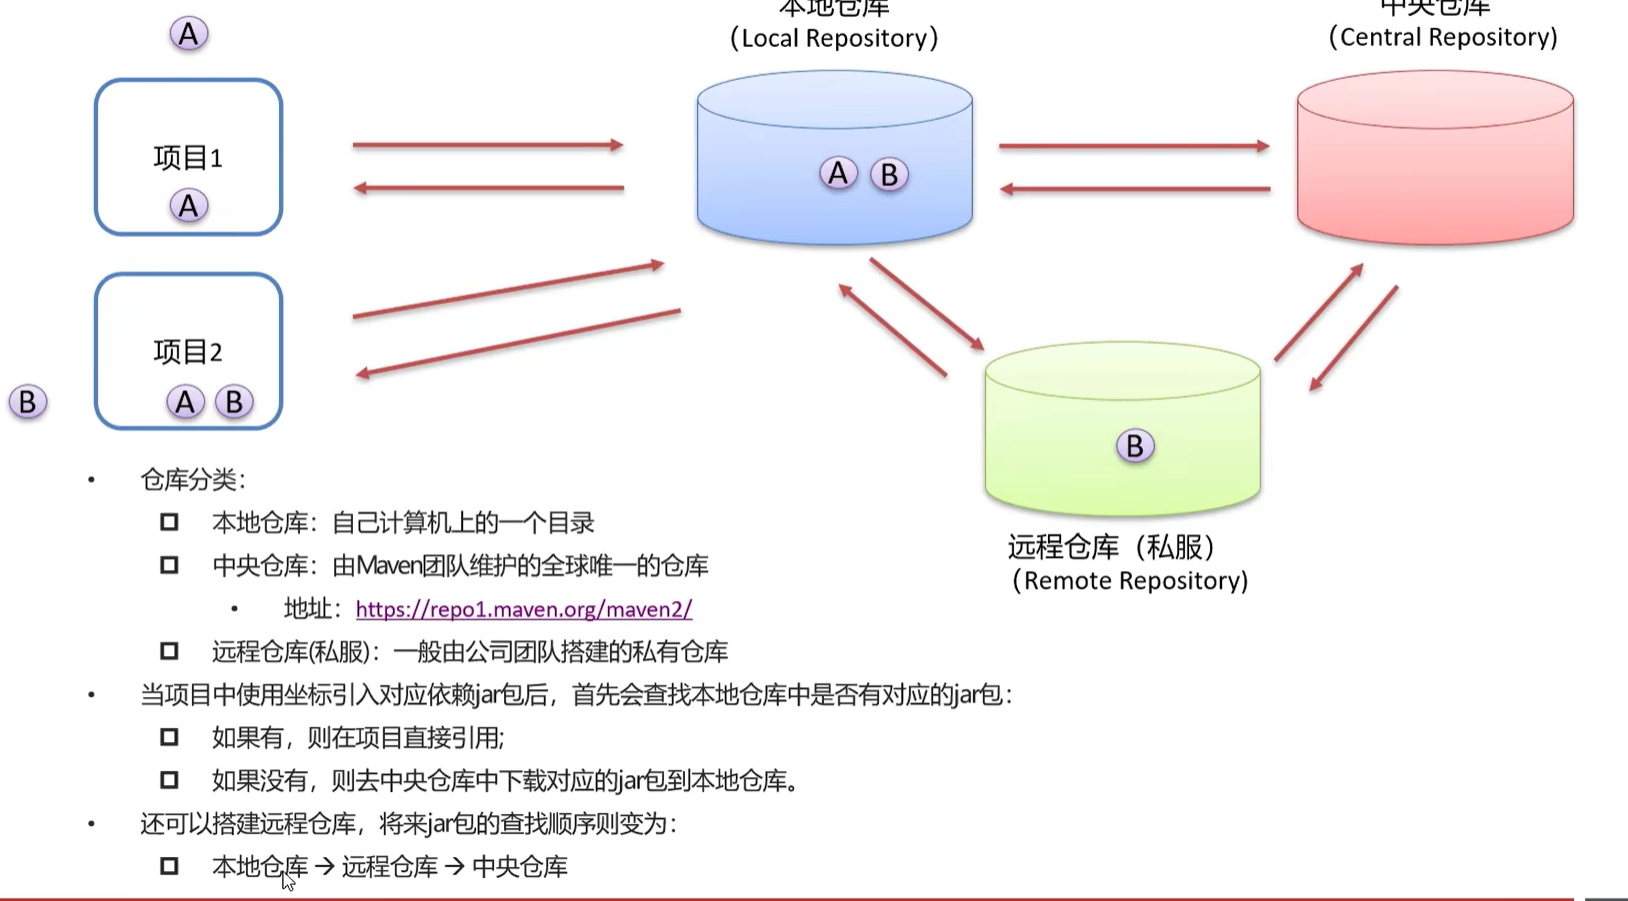 本地仓库
（Local Repository）
中央仓库
（Central Repository)
A
项目1
A
A B
项目2
A B
B
B
远程仓库（私服）
（Remote Repository)
• 仓库分类：
本地仓库：自己计算机上的一个目录
中央仓库：由Maven团队维护的全球唯一的仓库
• 地址：https://repo1.maven.org/maven2/
远程仓库(私服)：一般由公司团队搭建的私有仓库
• 当项目中使用坐标引入对应依赖jar包后，首先会查找本地仓库中是否有对应的jar包：
如果有，则在项目直接引用;
如果没有，则去中央仓库中下载对应的jar包到本地仓库。
• 还可以搭建远程仓库，将来jar包的查找顺序则变为：
本地仓库 → 远程仓库 → 中央仓库